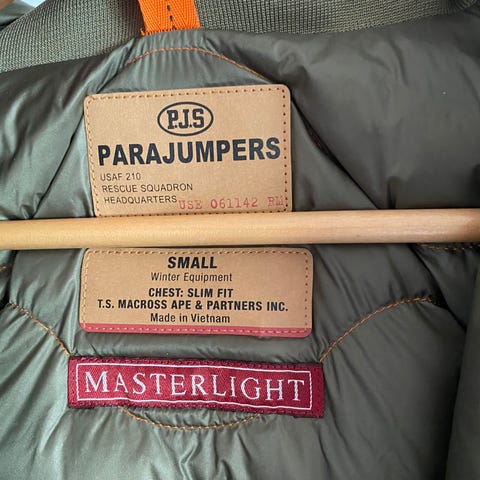 P.J.S
PARAJUMPERS
USAF 210
RESCUE SQUADRON
HEADQUARTERS USE 061142 RM
SMALL
Winter Equipment
CHEST: SLIM FIT
T.S. MACROSS APE & PARTNERS INC.
Made in Vietnam
MASTERLIGHT